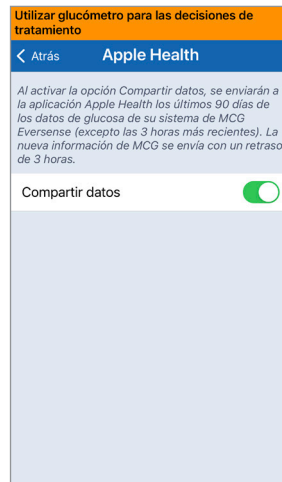 Utilizar glucómetro para las decisiones de
tratamiento
Atrás Apple Health
Al activar la opción Compartir datos, se enviarán a
la aplicación Apple Health los últimos 90 días de
los datos de glucosa de su sistema de MCG
Eversense (excepto las 3 horas más recientes). La
nueva información de MCG se envía con un retraso
de 3 horas.
Compartir datos